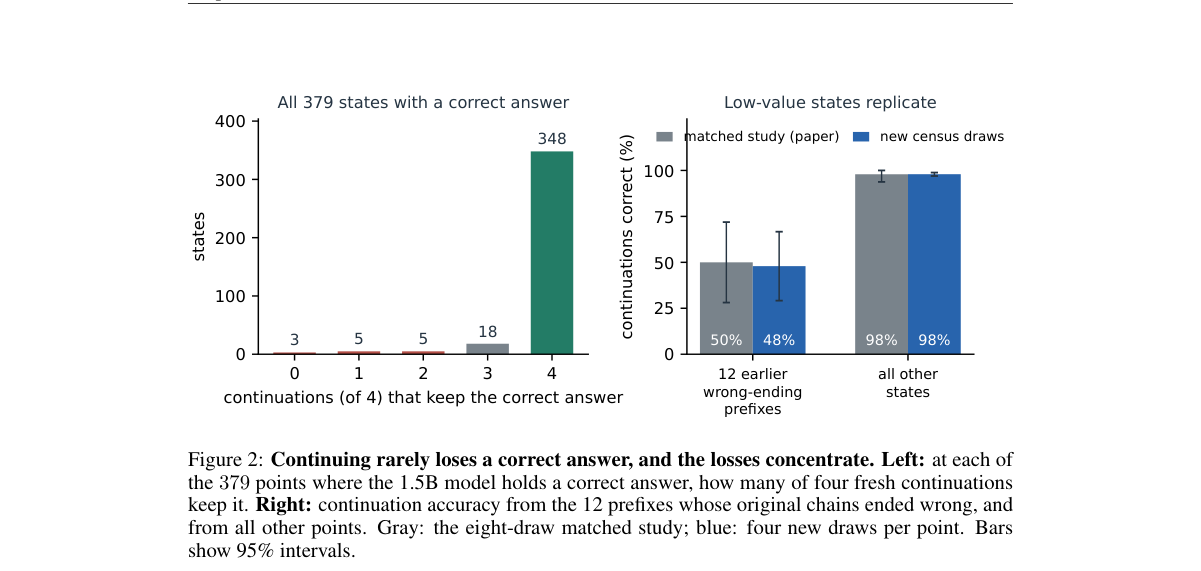 All 379 states with a correct answer
400
300
200
100
0
states
3
5
5
18
348
0 1 2 3 4
continuations (of 4) that keep the correct answer
Low-value states replicate
matched study (paper) new census draws
continuations correct (%)
100
75
50
25
0
50% 48% 98% 98%
12 earlier
wrong-ending
prefixes
all other
states
Figure 2: Continuing rarely loses a correct answer, and the losses concentrate. Left: at each of
the 379 points where the 1.5B model holds a correct answer, how many of four fresh continuations
keep it. Right: continuation accuracy from the 12 prefixes whose original chains ended wrong, and
from all other points. Gray: the eight-draw matched study; blue: four new draws per point. Bars
show 95% intervals.